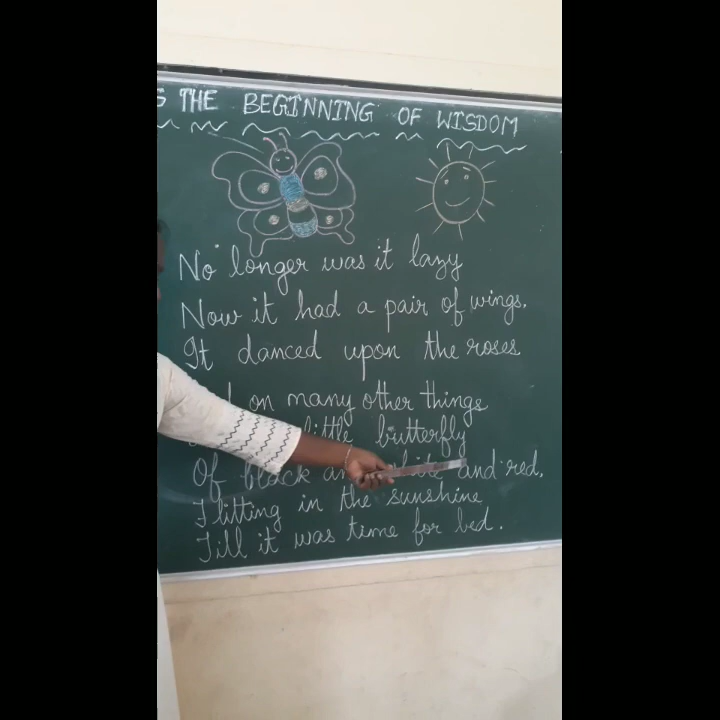 THE BEGINNING OF WISDOM
No longer was it lazy
Now it had a pair of wings.
It danced upon the roses
on many other things
little butterfly
Of black and white and red,
Flitting in the sunshine
Till it was time for bed.